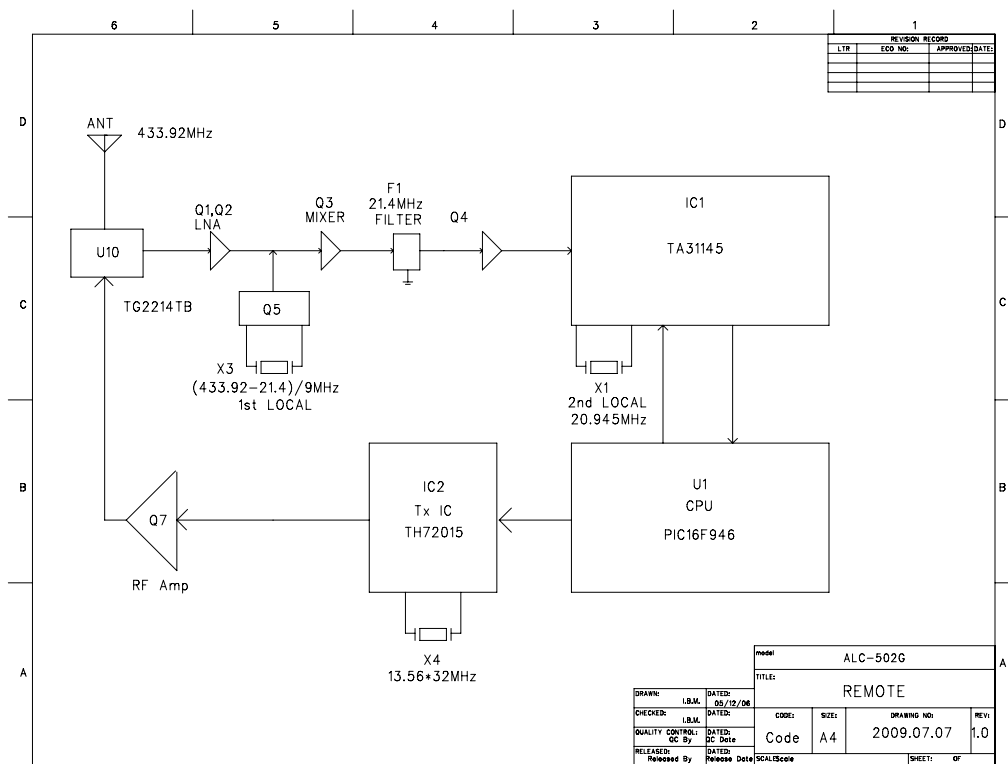 6 5 4 3 2 1
REVISION RECORD
LTR ECO NO: APPROVED: DATE:
D D
ANT 433.92MHz
Q1,Q2
LNA
Q3
MIXER
F1
21.4MHz
FILTER
Q4
IC1
TA31145
U10
TG2214TB
C C
Q5
X3
(433.92-21.4)/9MHz
1st LOCAL
X1
2nd LOCAL
20.945MHz
B B
Q7
RF Amp
IC2
Tx IC
TH72015
U1
CPU
PIC16F946
X4
13.56*32MHz
A A
model ALC-502G
TITLE:
REMOTE
DRAWN: I.B.M. DATED: 05/12/06
CHECKED: I.B.M. DATED:
QUALITY CONTROL: QC By DATED: QC Date
RELEASED: Released By DATED: Release Date
CODE: Code
SIZE: A4
DRAWING NO: 2009.07.07
REV: 1.0
SCALE:Scale SHEET: OF